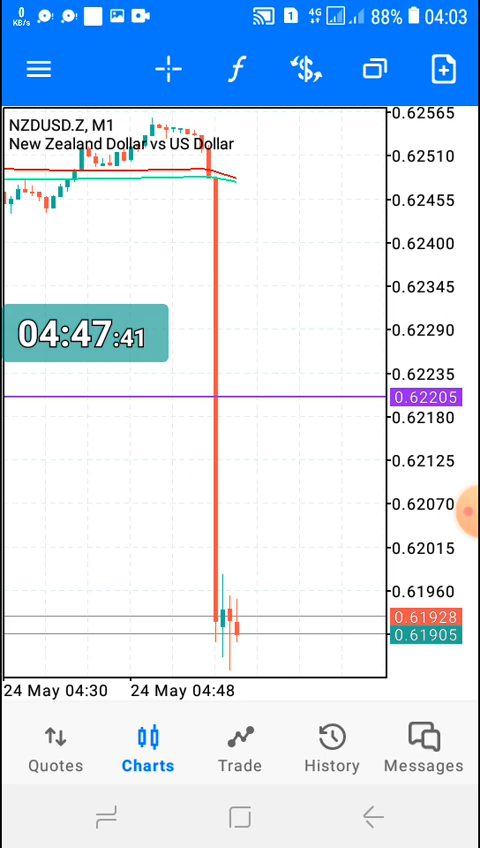 0
KB/s
1
4G
88%
04:03
f
$
NZDUSD.Z, M1
New Zealand Dollar vs US Dollar
0.62565
0.62510
0.62455
0.62400
0.62345
0.62290
04:47:41
0.62235
0.62205
0.62180
0.62125
0.62070
0.62015
0.61960
0.61928
0.61905
24 May 04:30
24 May 04:48
Quotes
Charts
Trade
History
Messages